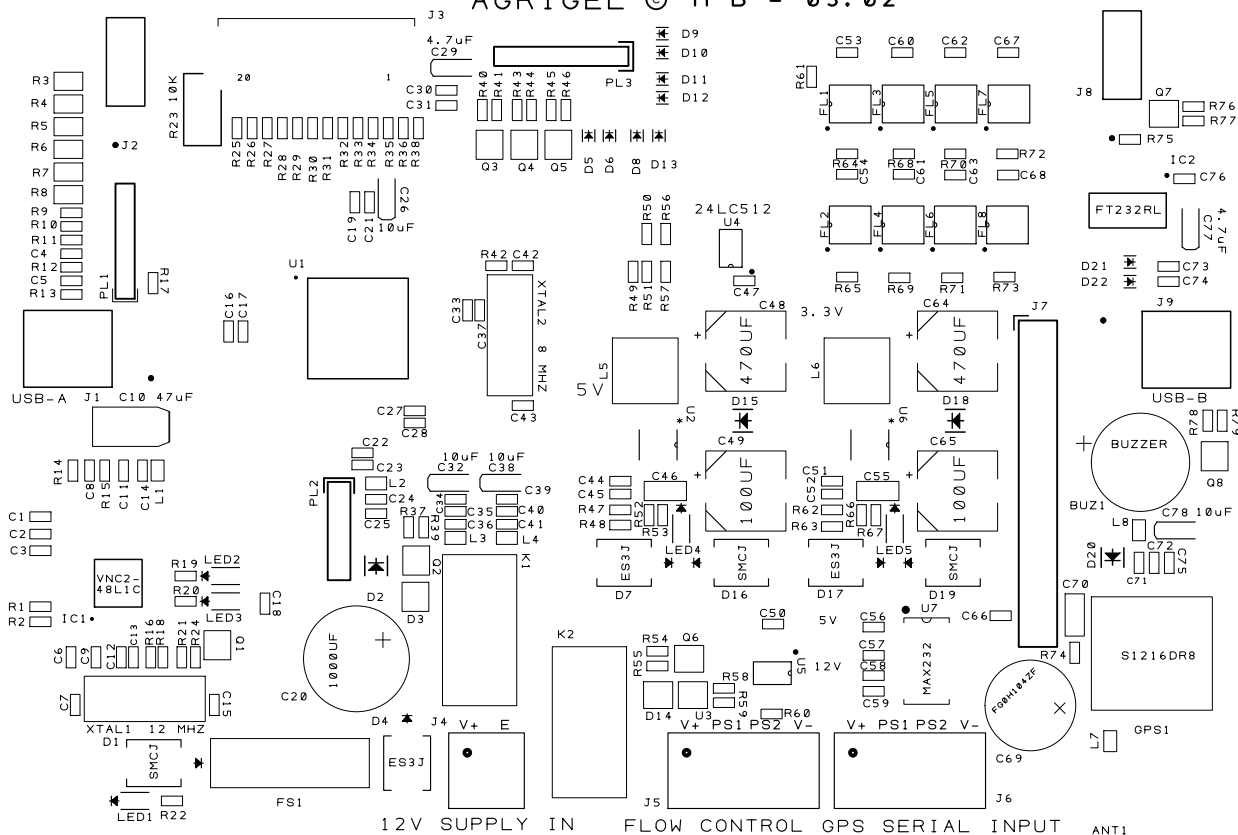 AGRIGEL ©
J3
4.7uF
C29
D9
D10
D11
D12
PL3
C53 C60 C62 C67
R61
FL1 FL3 FL5 FL7
J8
Q7
R76
R77
R75
R3
R4
R5
R6
R7
R8
R9
R10
R11
C4
R12
C5
R13
R23 10K
20 1
C30
C31
R40 R41 R43 R44 R45 R46
J2
R25 R26 R27 R28 R29 R30 R31 R32 R33 R34 R35 R36 R38
Q3 Q4 Q5
D5 D6 D8 D13
R64 C54 R68 C61 R70 C63
R72
C68
IC2
C76
C19 C21 C26
10uF
R50 R56
24LC512
U4
FL2 FL4 FL6 FL8
FT232RL
4.7uF
C77
PL1
R17
U1
R42 C42
R49 R51 R57
C47
R65 R69 R71 R73
D21
D22
C73
C74
C16 C17
C33 C37
XTAL2 8 MHZ
C48
3.3V
C64
J7
J9
L5
470UF
L6
470UF
5V
USB-A
J1
C10 47uF
C27
C28
C43
D15
U2
D18
U6
USB-B
R78 R79
BUZZER
BUZ1
Q8
C22
C23
L2
C24
C25
10uF
C32
10uF
C38
C49
C65
R14 C8 R15 C11 C14 L1
PL2
C34
C35
C36
L3
C39
C40
C41
L4
C44
C45
R47
R48
C46
R52
R53
100UF
C51
C52
R62
R63
C55
R66
R67
100UF
C1
C2
C3
R37 R39
L8
C78 10uF
VNC2-
48L1C
R19
LED2
R20
LED3
C18
Q2
K1
D2
D3
ES3J
D7
LED4
SMCJ
D16
ES3J
D17
LED5
SMCJ
D19
D20
C71
C72
C75
C70
R1
R2
IC1
C6 C9 C12 C13 R16 R18 R21 R24
Q1
1000UF
K2
C50
5V
C56
U7
C66
R54
R55
Q6
U5
12V
C57
C58
C59
MAX232
R74
S1216DR8
C7
C15
C20
D14
U3
R58
R59
R60
FG0H104ZF
XTAL1 12 MHZ
D1
SMCJ
D4
J4
V+ E
V+ PS1 PS2 V-
V+ PS1 PS2 V-
C69
L7
GPS1
ES3J
LED1
R22
FS1
J5
J6
12V SUPPLY IN
FLOW CONTROL
GPS SERIAL INPUT
ANT1